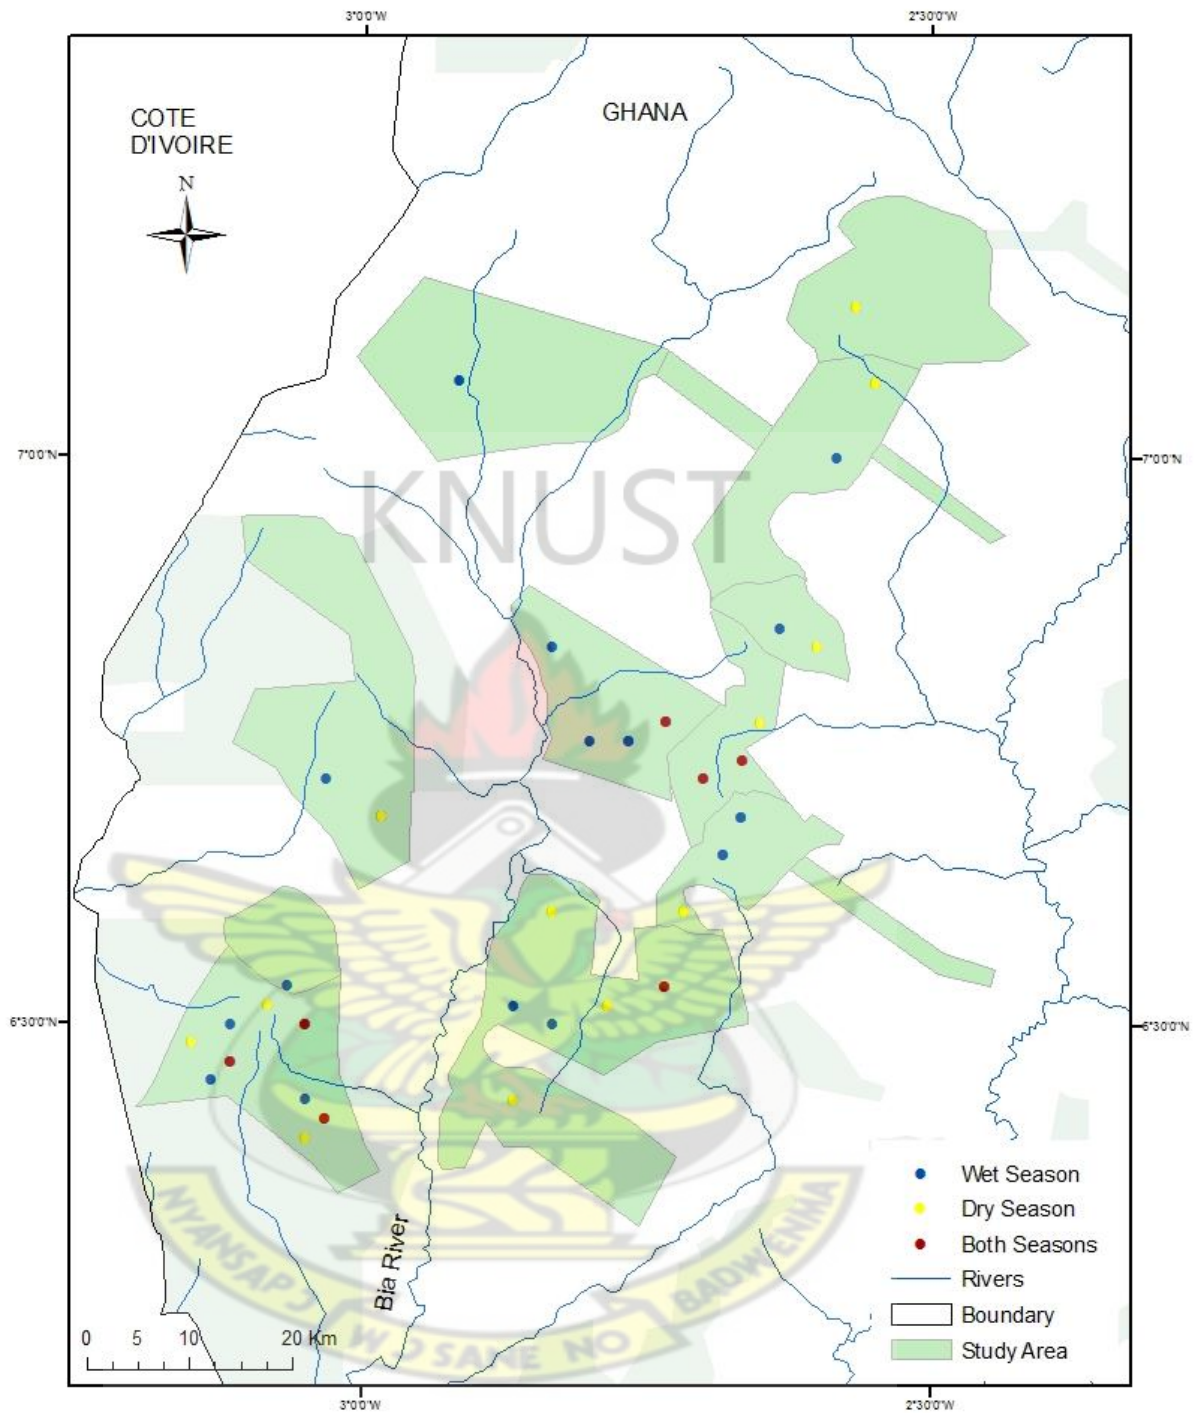 3°0'0"W
2°30'0"W
COTE
D'IVOIRE
GHANA
N
7°0'0"N
7°0'0"N
KNUST
6°30'0"N
6°30'0"N
Bia River
NYANSAPƆ
WƆSANE NO
BADWENMA
Wet Season
Dry Season
Both Seasons
Rivers
Boundary
Study Area
0 5 10 20 Km
3°0'0"W
2°30'0"W